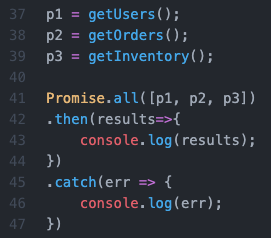 37 p1 = getUsers();
38 p2 = getOrders();
39 p3 = getInventory();
40
41 Promise.all([p1, p2, p3])
42 .then(results=>{
43     console.log(results);
44 })
45 .catch(err => {
46     console.log(err);
47 })